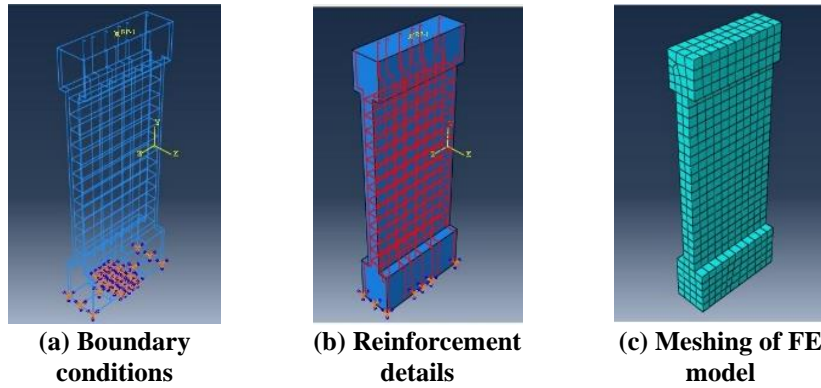 (a) Boundary
conditions
(b) Reinforcement
details
(c) Meshing of FE
model